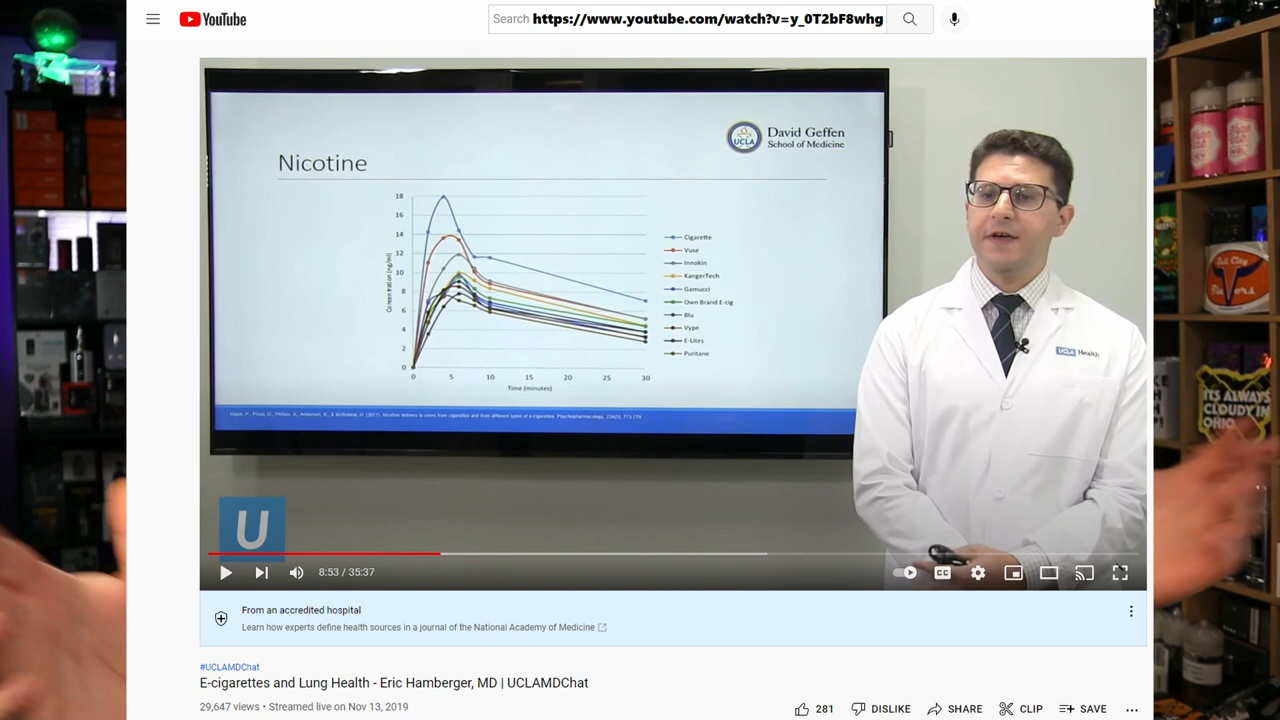 YouTube
Search https://www.youtube.com/watch?v=y_0T2bF8whg
UCLA
David Geffen
School of Medicine
Nicotine
18
16
14
12
10
8
6
4
2
0
Concentration (ng/ml)
0 5 10 15 20 25 30
Time (minutes)
Cigarette
Vuse
Innokin
KangerTech
Gamucci
Own Brand E-cig
Blu
Vype
E-Lites
Puritane
UCLA Health
U
8:53 / 35:37
CC
From an accredited hospital
Learn how experts define health sources in a journal of the National Academy of Medicine
#UCLAMDChat
E-cigarettes and Lung Health - Eric Hamberger, MD | UCLAMDChat
29,647 views • Streamed live on Nov 13, 2019
281 DISLIKE SHARE CLIP SAVE
IT'S ALWAYS
CLOUDY IN
OHIO